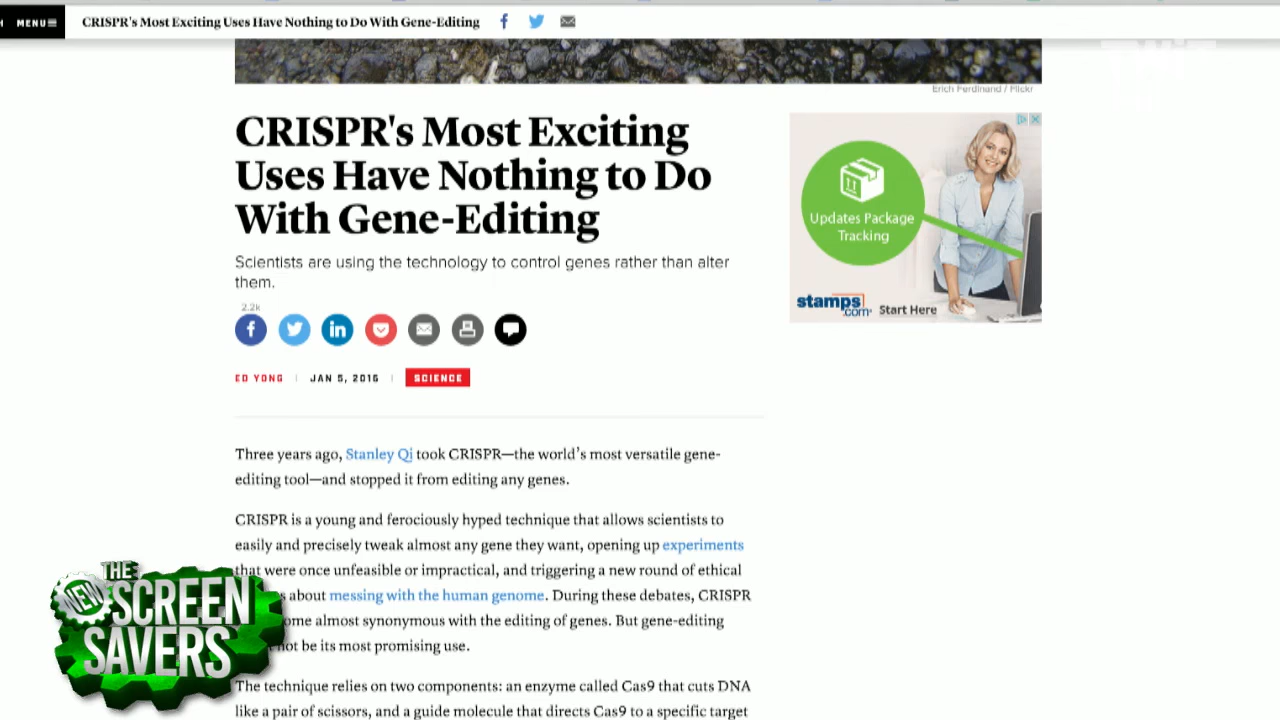 MENU
CRISPR's Most Exciting Uses Have Nothing to Do With Gene-Editing
Erich Ferdinand / Flickr
CRISPR's Most Exciting
Uses Have Nothing to Do
With Gene-Editing
Scientists are using the technology to control genes rather than alter
them.
2.2k
ED YONG | JAN 5, 2016 | SCIENCE
Updates Package
Tracking
stamps
.com
Start Here
Three years ago, Stanley Qi took CRISPR—the world's most versatile gene-
editing tool—and stopped it from editing any genes.
CRISPR is a young and ferociously hyped technique that allows scientists to
easily and precisely tweak almost any gene they want, opening up experiments
that were once unfeasible or impractical, and triggering a new round of ethical
about messing with the human genome. During these debates, CRISPR
almost synonymous with the editing of genes. But gene-editing
not be its most promising use.
The technique relies on two components: an enzyme called Cas9 that cuts DNA
like a pair of scissors, and a guide molecule that directs Cas9 to a specific target
THE
NEW
SCREEN
SAVERS